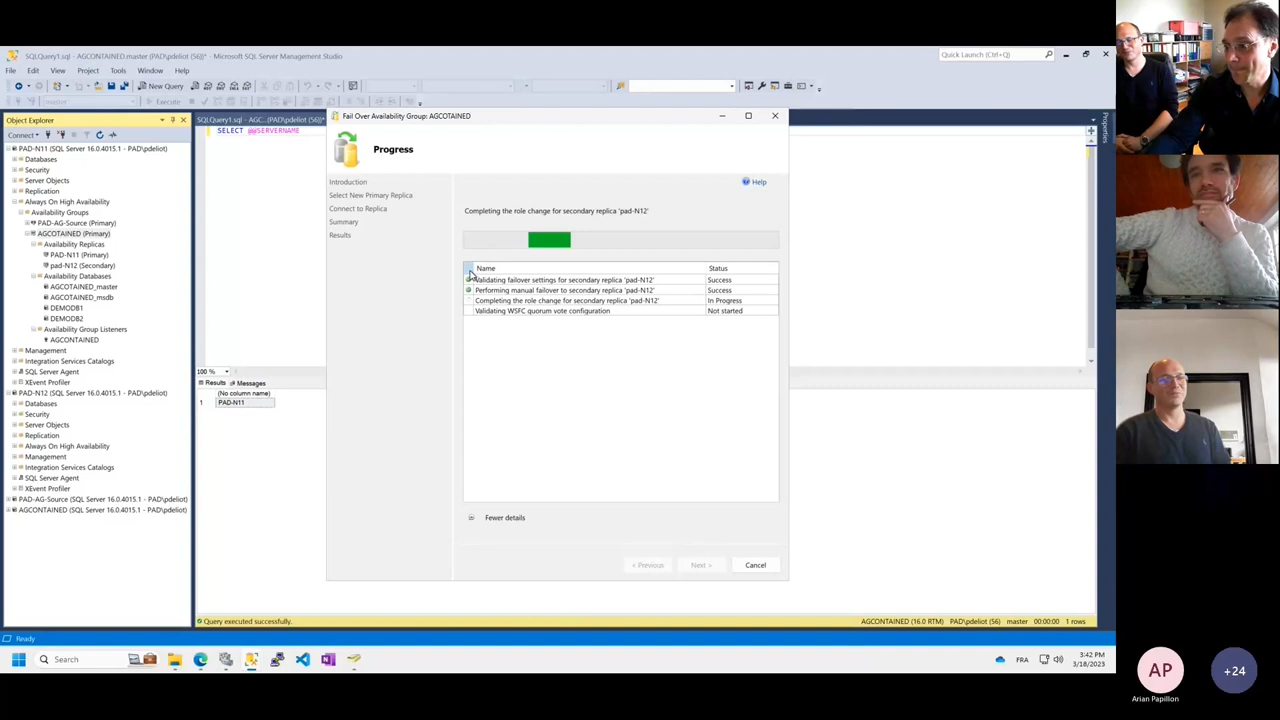 SQLQuery1.sql - AGCONTAINED.master (PAD\pdeliot (56))* - Microsoft SQL Server Management Studio
Quick Launch (Ctrl+Q)
File Edit View Project Tools Window Help
New Query
master
Execute
Object Explorer
SQLQuery1.sql - AGC...PAD\pdeliot (56))*
Properties
Connect
SELECT @@SERVERNAME
PAD-N11 (SQL Server 16.0.4015.1 - PAD\pdeliot)
Databases
Security
Server Objects
Replication
Always On High Availability
Availability Groups
PAD-AG-Source (Primary)
AGCOTAINED (Primary)
Availability Replicas
PAD-N11 (Primary)
pad-N12 (Secondary)
Availability Databases
AGCOTAINED_master
AGCOTAINED_msdb
DEMODB1
DEMODB2
Availability Group Listeners
AGCONTAINED
Management
Integration Services Catalogs
SQL Server Agent
XEvent Profiler
PAD-N12 (SQL Server 16.0.4015.1 - PAD\pdeliot)
Databases
Security
Server Objects
Replication
Always On High Availability
Management
Integration Services Catalogs
SQL Server Agent
XEvent Profiler
PAD-AG-Source (SQL Server 16.0.4015.1 - PAD\pdeliot)
AGCONTAINED (SQL Server 16.0.4015.1 - PAD\pdeliot)
Fail Over Availability Group: AGCOTAINED
Progress
Introduction
Select New Primary Replica
Connect to Replica
Summary
Results
Help
Completing the role change for secondary replica 'pad-N12'
Name Status
Validating failover settings for secondary replica 'pad-N12' Success
Performing manual failover to secondary replica 'pad-N12' Success
Completing the role change for secondary replica 'pad-N12' In Progress
Validating WSFC quorum vote configuration Not started
Fewer details
< Previous Next > Cancel
100 %
Results Messages
(No column name)
1 PAD-N11
Query executed successfully.
AGCONTAINED (16.0 RTM) PAD\pdeliot (56) master 00:00:00 1 rows
Ready
Search
FRA
3:42 PM
3/18/2023
AP
+24
Arian Papillon